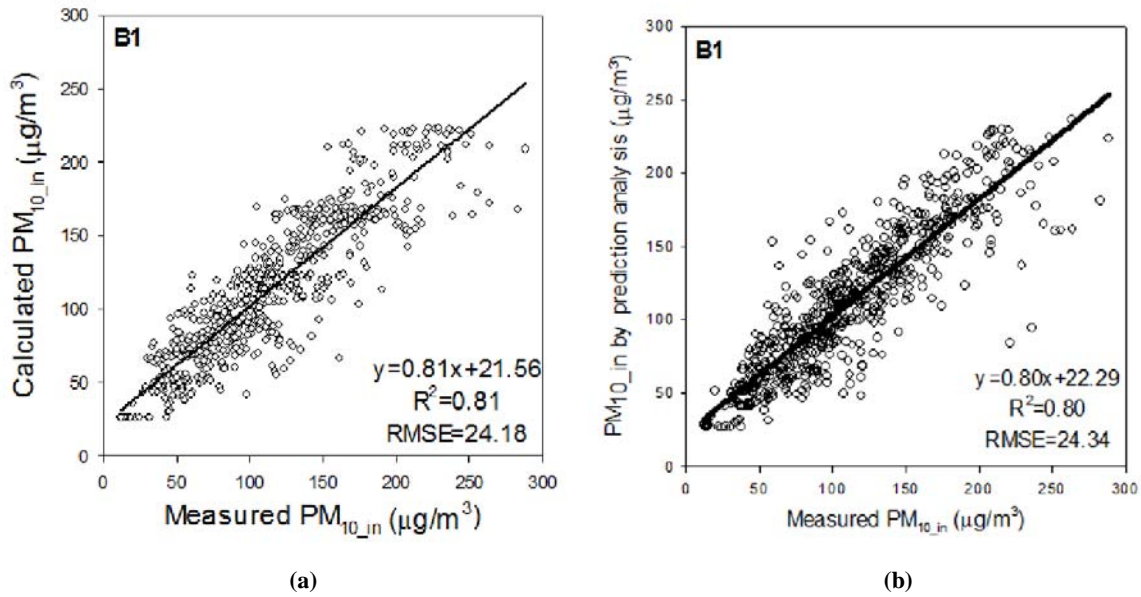 300
250
200
150
100
50
0
Calculated PM10_in (μg/m³)
B1
y=0.81x+21.56
R²=0.81
RMSE=24.18
0 50 100 150 200 250 300
Measured PM10_in (μg/m³)
(a)
300
250
200
150
100
50
0
PM10_in by prediction analysis (μg/m³)
B1
y=0.80x+22.29
R²=0.80
RMSE=24.34
0 50 100 150 200 250 300
Measured PM10_in (μg/m³)
(b)